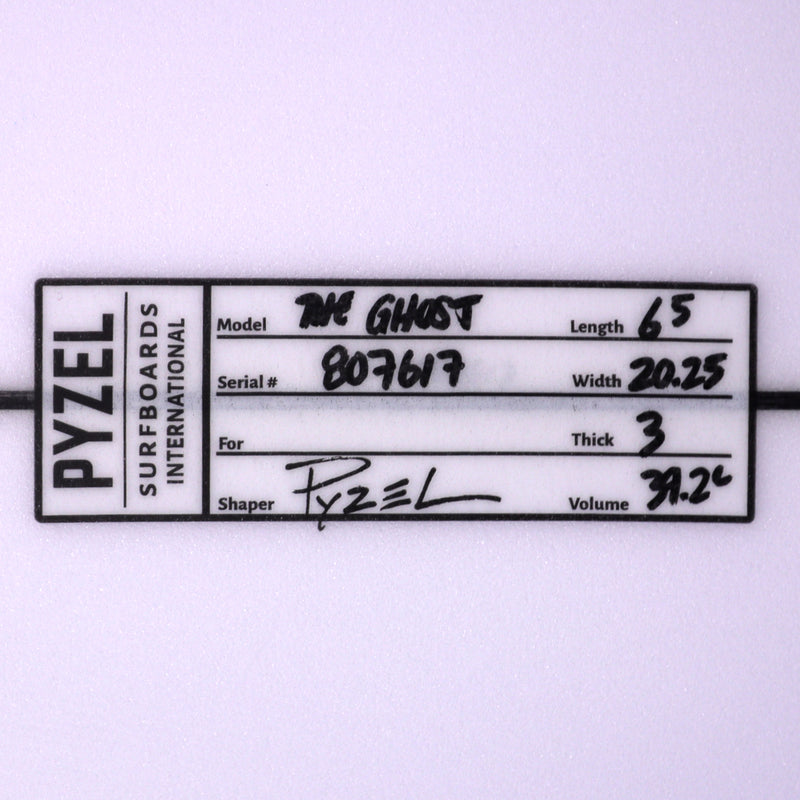 PYZEL
SURFBOARDS
INTERNATIONAL
Model THE GHOST Length 6 5
Serial # 807617 Width 20.25
For Thick 3
Shaper PYZEL Volume 39.2L